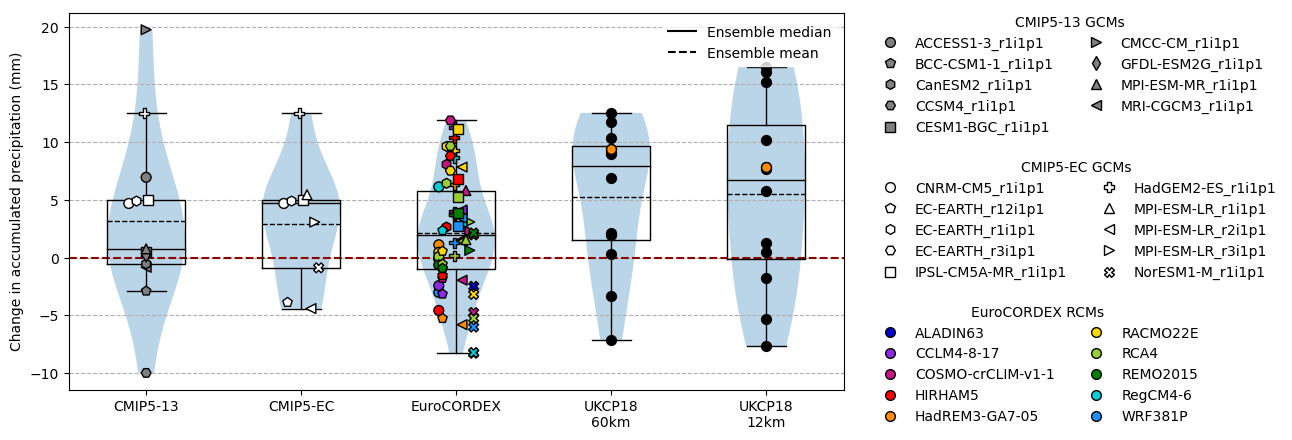 Change in accumulated precipitation (mm)
20
15
10
5
0
−5
−10
Ensemble median
Ensemble mean
CMIP5-13
CMIP5-EC
EuroCORDEX
UKCP18
60km
UKCP18
12km
CMIP5-13 GCMs
ACCESS1-3_r1i1p1
BCC-CSM1-1_r1i1p1
CanESM2_r1i1p1
CCSM4_r1i1p1
CESM1-BGC_r1i1p1
CMCC-CM_r1i1p1
GFDL-ESM2G_r1i1p1
MPI-ESM-MR_r1i1p1
MRI-CGCM3_r1i1p1
CMIP5-EC GCMs
CNRM-CM5_r1i1p1
EC-EARTH_r12i1p1
EC-EARTH_r1i1p1
EC-EARTH_r3i1p1
IPSL-CM5A-MR_r1i1p1
HadGEM2-ES_r1i1p1
MPI-ESM-LR_r1i1p1
MPI-ESM-LR_r2i1p1
MPI-ESM-LR_r3i1p1
NorESM1-M_r1i1p1
EuroCORDEX RCMs
ALADIN63
CCLM4-8-17
COSMO-crCLIM-v1-1
HIRHAM5
HadREM3-GA7-05
RACMO22E
RCA4
REMO2015
RegCM4-6
WRF381P